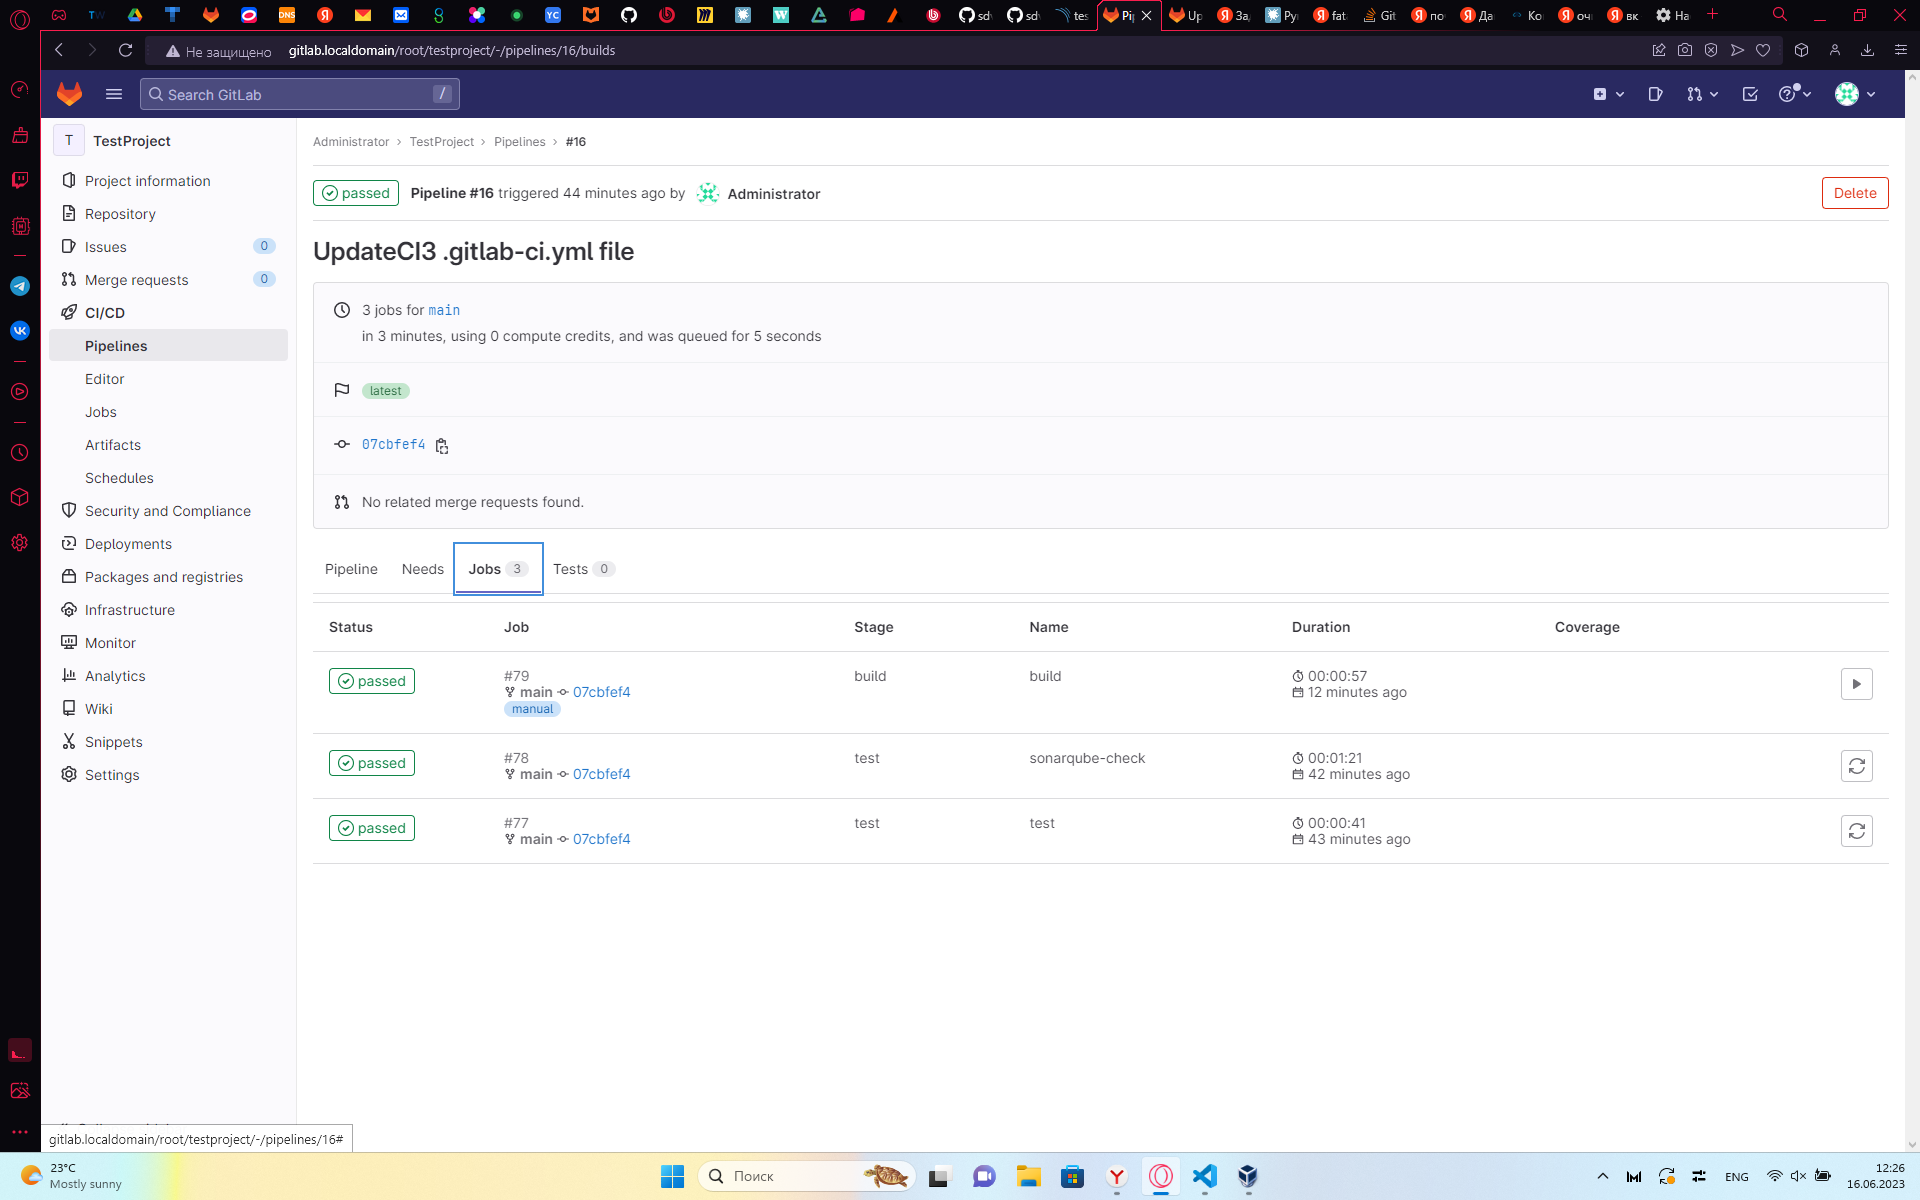 Pip
Up
За,
Ру
fat
Git
по
Да
Ко
оч
вк
На
sdv
sdv
tes
Не защищено
gitlab.localdomain/root/testproject/-/pipelines/16/builds
Search GitLab
/
T
TestProject
Project information
Repository
Issues
0
Merge requests
0
CI/CD
Pipelines
Editor
Jobs
Artifacts
Schedules
Security and Compliance
Deployments
Packages and registries
Infrastructure
Monitor
Analytics
Wiki
Snippets
Settings
Administrator › TestProject › Pipelines › #16
passed Pipeline #16 triggered 44 minutes ago by Administrator
Delete
UpdateCI3 .gitlab-ci.yml file
3 jobs for main
in 3 minutes, using 0 compute credits, and was queued for 5 seconds
latest
07cbfef4
No related merge requests found.
Pipeline Needs Jobs 3 Tests 0
Status Job Stage Name Duration Coverage
passed #79 build build 00:00:57
main 07cbfef4 12 minutes ago
manual
passed #78 test sonarqube-check 00:01:21
main 07cbfef4 42 minutes ago
passed #77 test test 00:00:41
main 07cbfef4 43 minutes ago
gitlab.localdomain/root/testproject/-/pipelines/16#
23°C
Mostly sunny
Поиск
ENG
12:26
16.06.2023